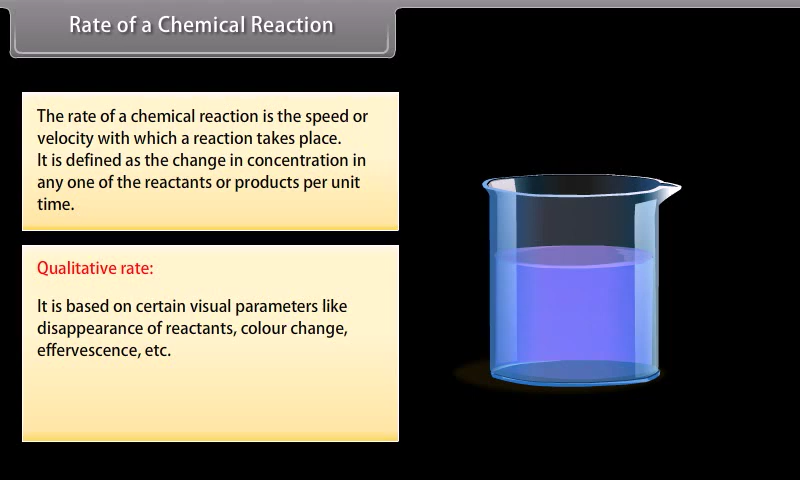 Rate of a Chemical Reaction
The rate of a chemical reaction is the speed or
velocity with which a reaction takes place.
It is defined as the change in concentration in
any one of the reactants or products per unit
time.
Qualitative rate:
It is based on certain visual parameters like
disappearance of reactants, colour change,
effervescence, etc.